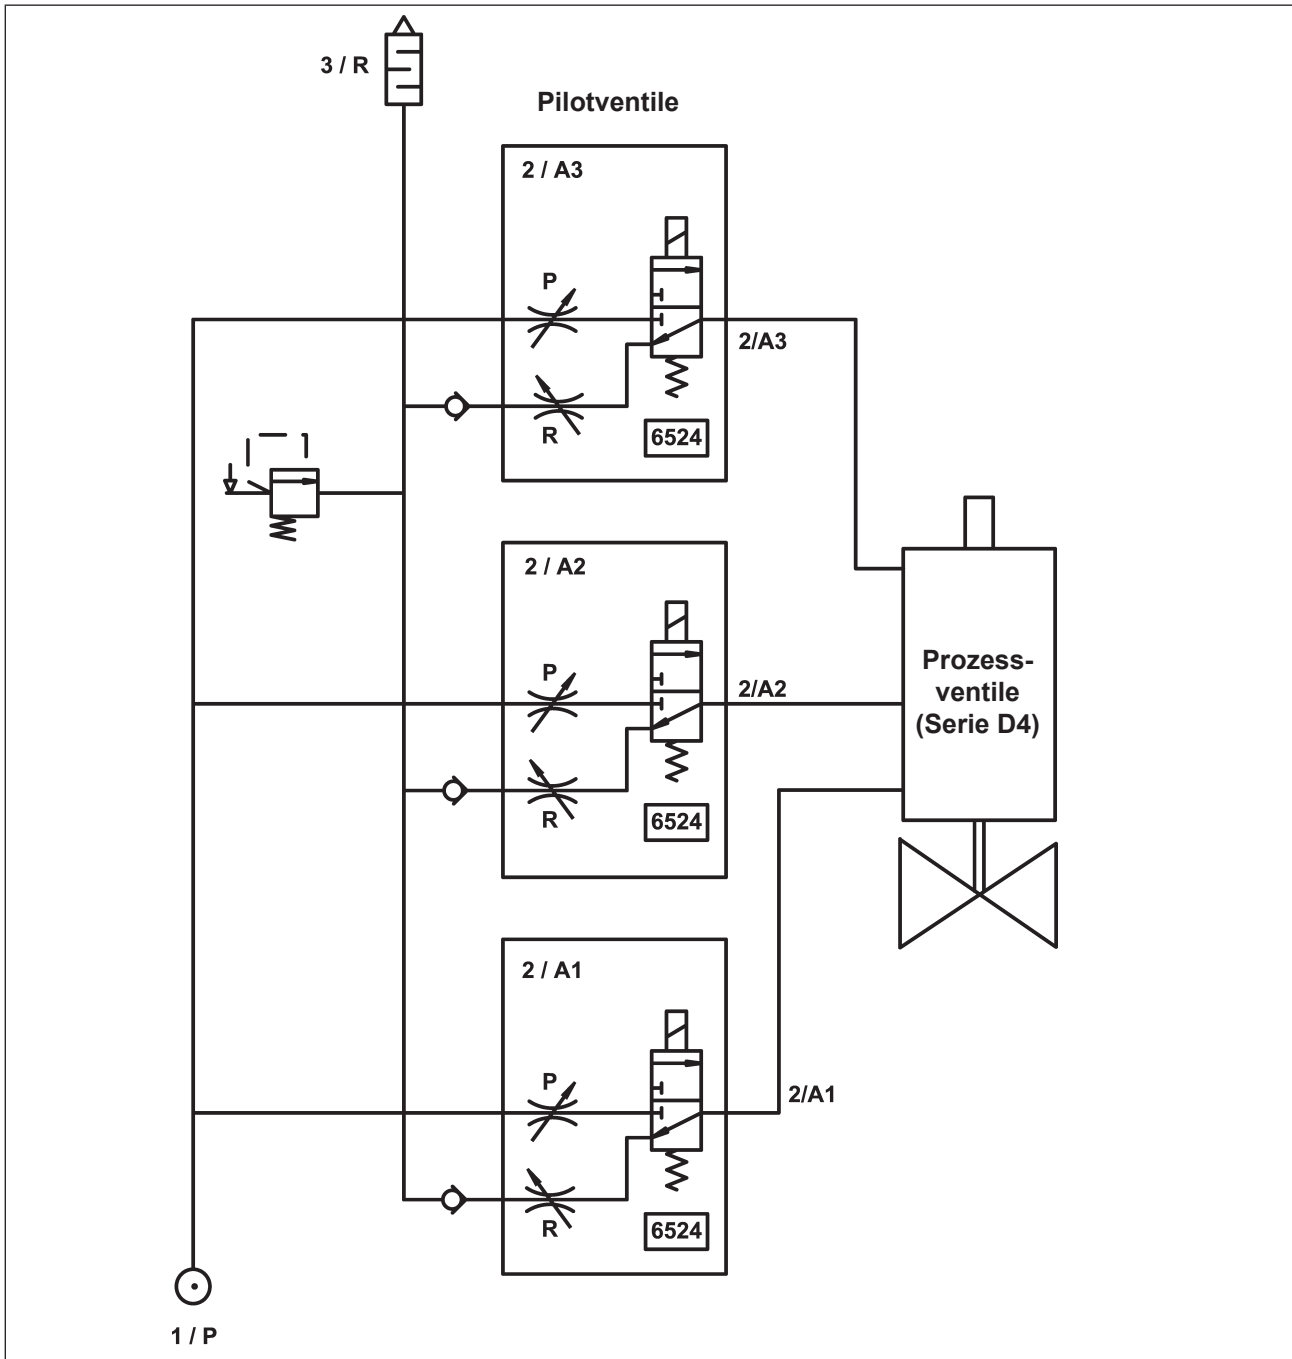 3 / R
Pilotventile
2 / A3
P
2/A3
R
6524
2 / A2
P
2/A2
R
6524
Prozess-
ventile
(Serie D4)
2 / A1
P
2/A1
R
6524
1 / P